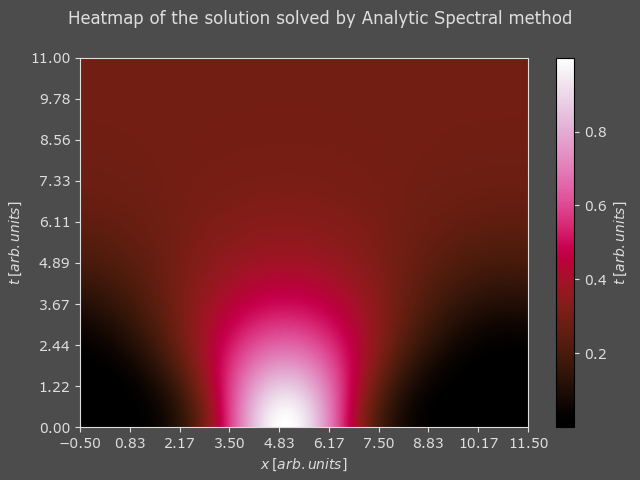 Heatmap of the solution solved by Analytic Spectral method
11.00
9.78
8.56
7.33
6.11
4.89
3.67
2.44
1.22
0.00
t [arb. units]
−0.50 0.83 2.17 3.50 4.83 6.17 7.50 8.83 10.17 11.50
x [arb. units]
0.8
0.6
0.4
0.2
t [arb. units]